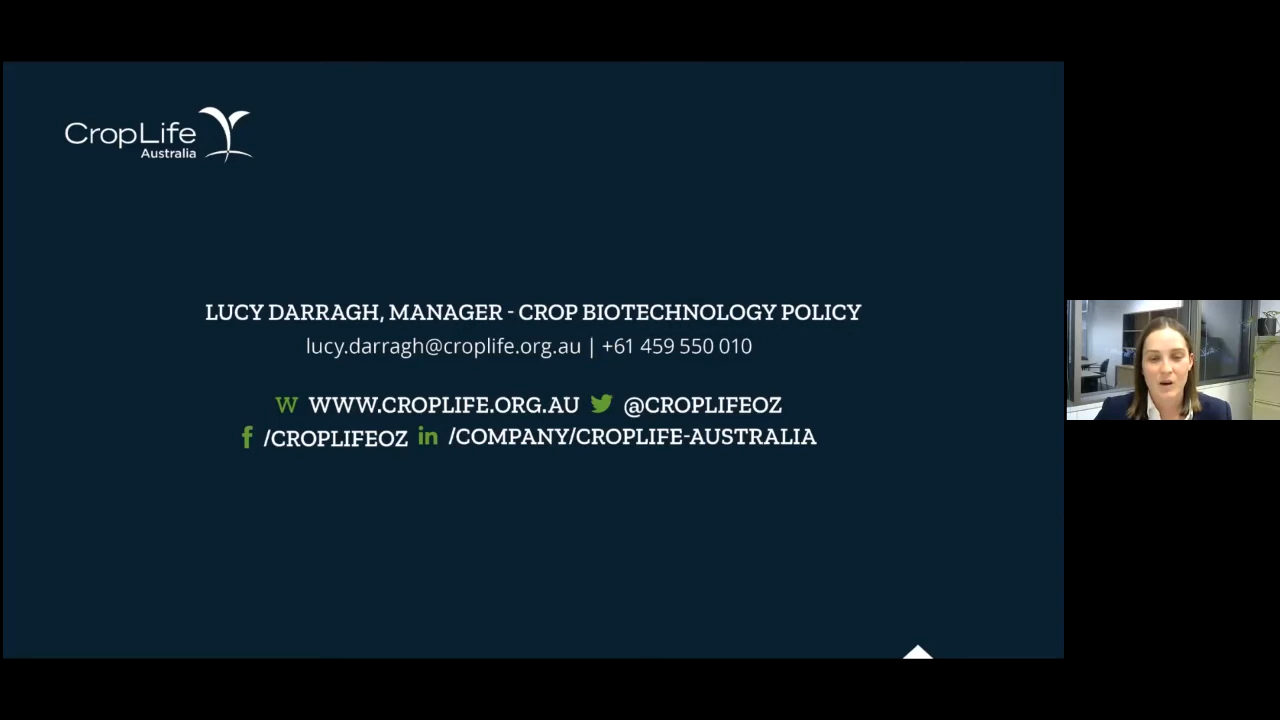 CropLife
Australia
LUCY DARRAGH, MANAGER - CROP BIOTECHNOLOGY POLICY
lucy.darragh@croplife.org.au | +61 459 550 010
W WWW.CROPLIFE.ORG.AU @CROPLIFEOZ
f /CROPLIFEOZ in /COMPANY/CROPLIFE-AUSTRALIA